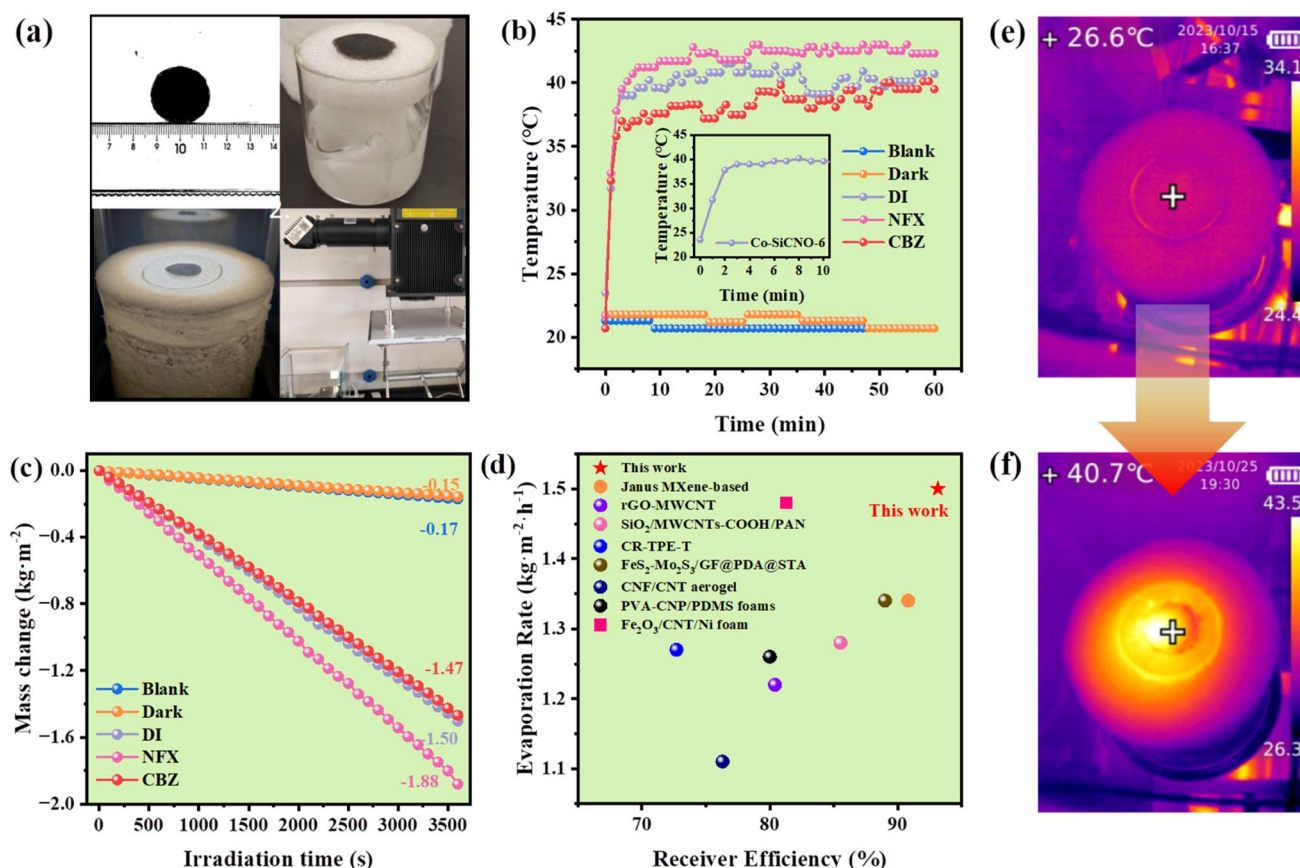 (a)
7 8 9 10 11 12 13 14
(b)
Temperature (°C)
45
40
35
30
25
20
0 10 20 30 40 50 60
Time (min)
Blank
Dark
DI
NFX
CBZ
Temperature (°C)
45
40
35
30
25
20
0 2 4 6 8 10
Co-SiCNO-6
Time (min)
(e)
26.6°C
2023/10/15
16:37
34.1
24.4
(c)
Mass change (kg·m⁻²)
0.0
−0.4
−0.8
−1.2
−1.6
−2.0
0 500 1000 1500 2000 2500 3000 3500
Irradiation time (s)
-0.15
-0.17
-1.47
-1.50
-1.88
Blank
Dark
DI
NFX
CBZ
(d)
Evaporation Rate (kg·m⁻²·h⁻¹)
1.5
1.4
1.3
1.2
1.1
70 80 90
Receiver Efficiency (%)
This work
Janus MXene-based
rGO-MWCNT
SiO₂/MWCNTs-COOH/PAN
CR-TPE-T
FeS₂-Mo₂S₃/GF@PDA@STA
CNF/CNT aerogel
PVA-CNP/PDMS foams
Fe₂O₃/CNT/Ni foam
This work
(f)
40.7°C
2023/10/25
19:30
43.5
26.3